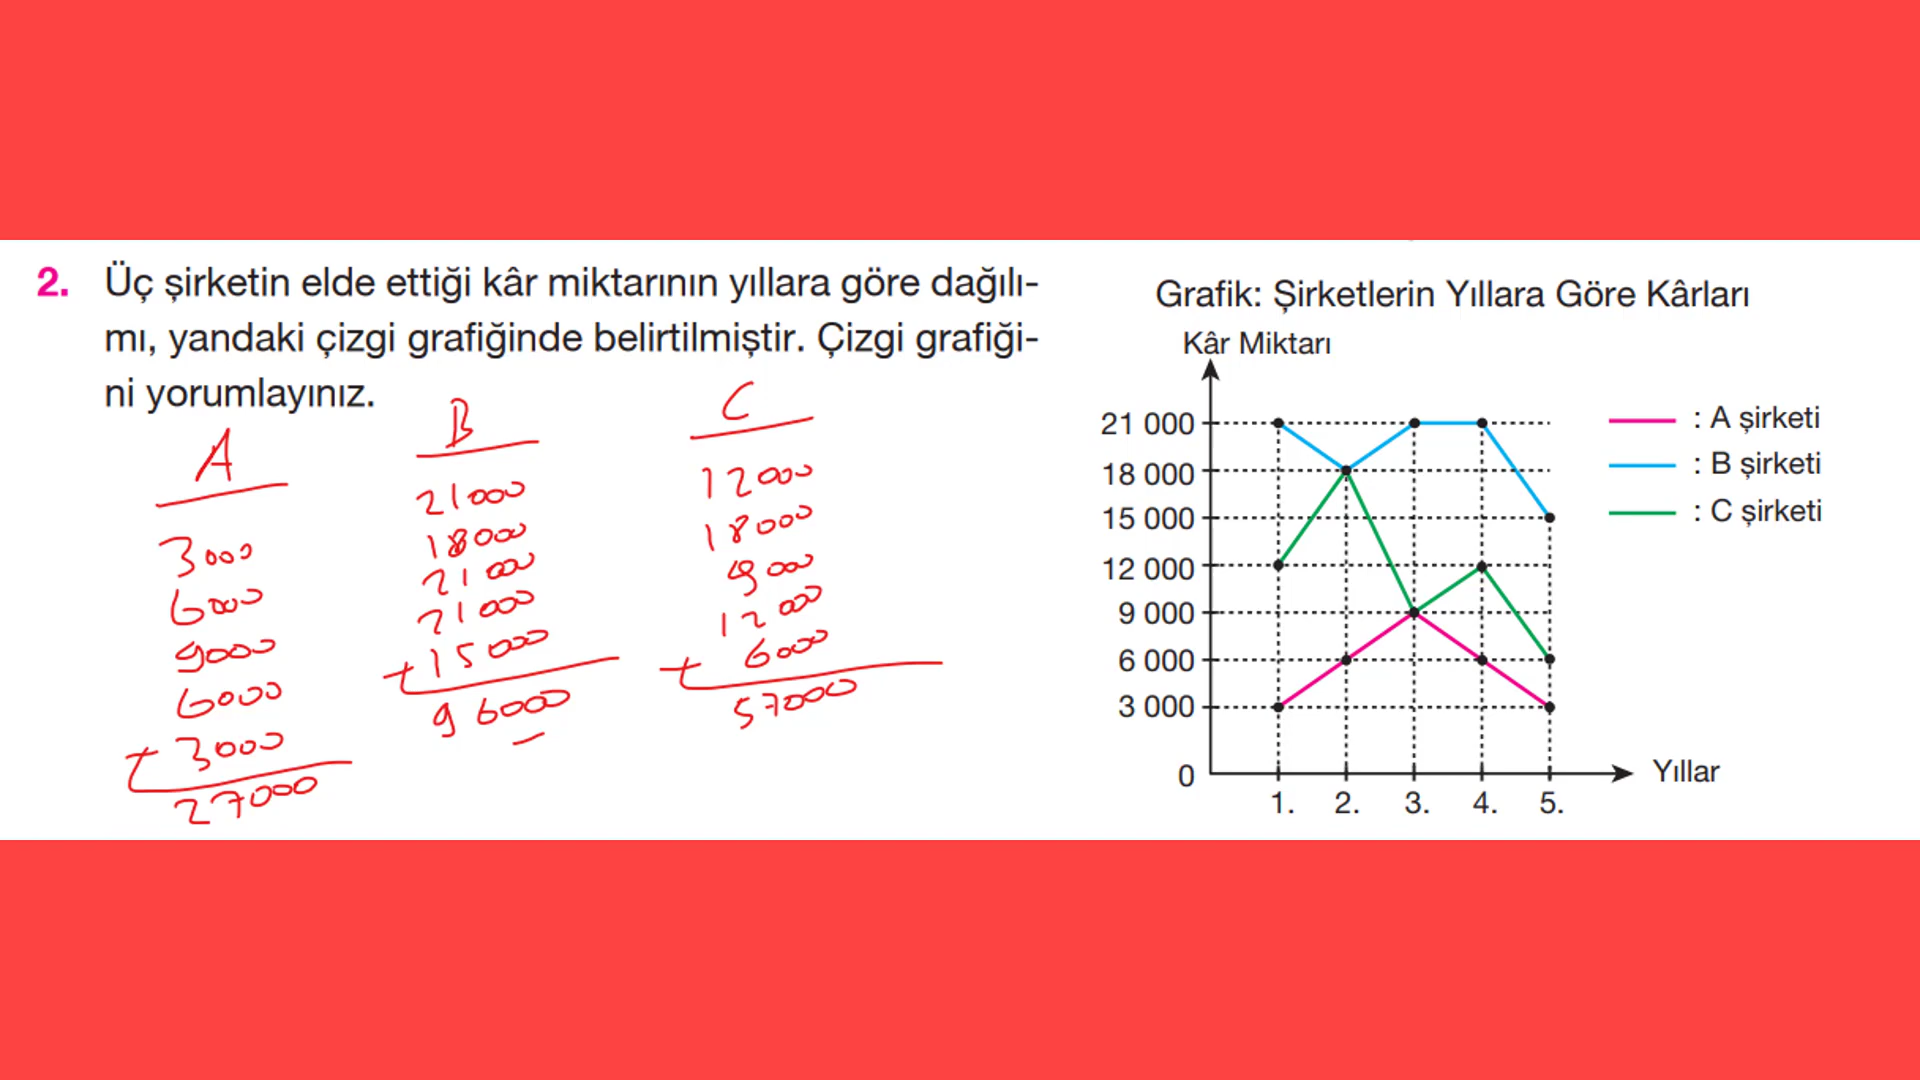 2. Üç şirketin elde ettiği kâr miktarının yıllara göre dağılı-
mı, yandaki çizgi grafiğinde belirtilmiştir. Çizgi grafiği-
ni yorumlayınız.
A
3000
6000
9000
6000
+ 3000
27000
B
21000
18000
21000
21000
+ 15000
96000
C
12000
18000
9000
12000
+ 6000
57000
Grafik: Şirketlerin Yıllara Göre Kârları
Kâr Miktarı
21 000
18 000
15 000
12 000
9 000
6 000
3 000
0
1. 2. 3. 4. 5.
Yıllar
: A şirketi
: B şirketi
: C şirketi